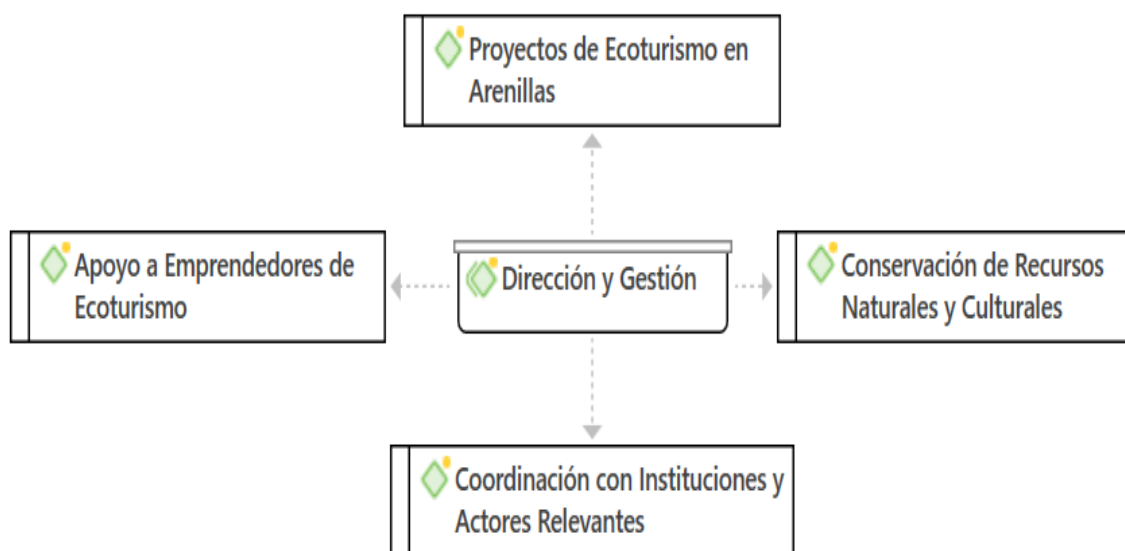 Proyectos de Ecoturismo en
Arenillas
Apoyo a Emprendedores de
Ecoturismo
Dirección y Gestión
Conservación de Recursos
Naturales y Culturales
Coordinación con Instituciones y
Actores Relevantes